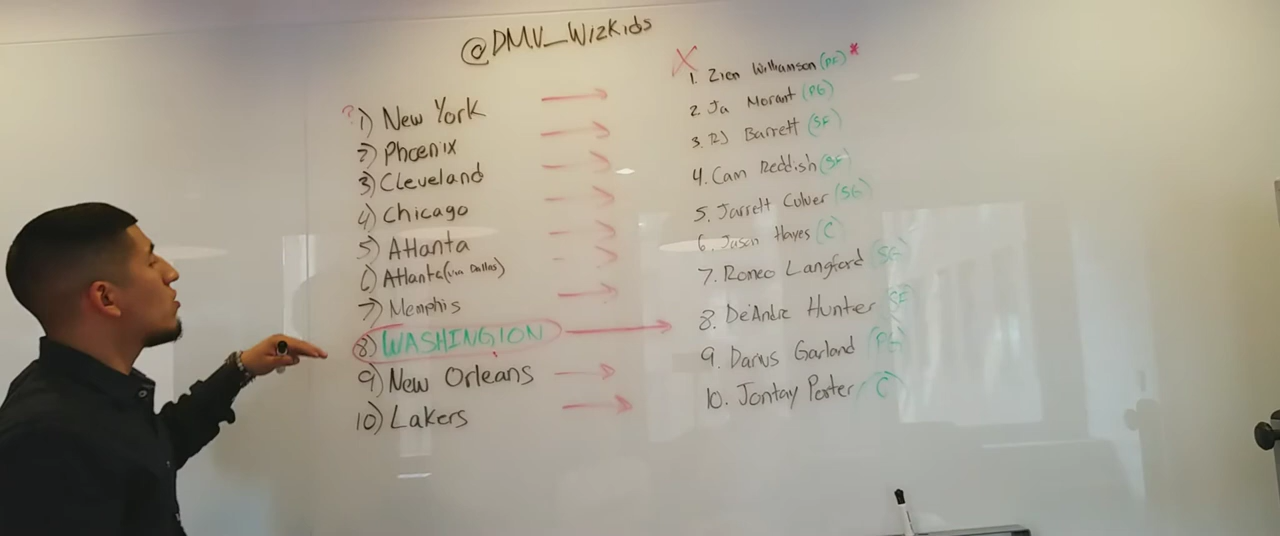 @DMV_WizKids
X
? 1) New York → 1. Zion Williamson (PF) *
2) Phoenix → 2. Ja Morant (PG)
3) Cleveland → 3. RJ Barrett (SF)
4) Chicago → 4. Cam Reddish (SF)
5) Atlanta → 5. Jarrett Culver (SG)
6) Atlanta (via Dallas) → 6. Jaxon Hayes (C)
7) Memphis → 7. Romeo Langford (SG)
8) WASHINGTON → 8. De'Andre Hunter (SF)
9) New Orleans → 9. Darius Garland (PG)
10) Lakers → 10. Jontay Porter (C)